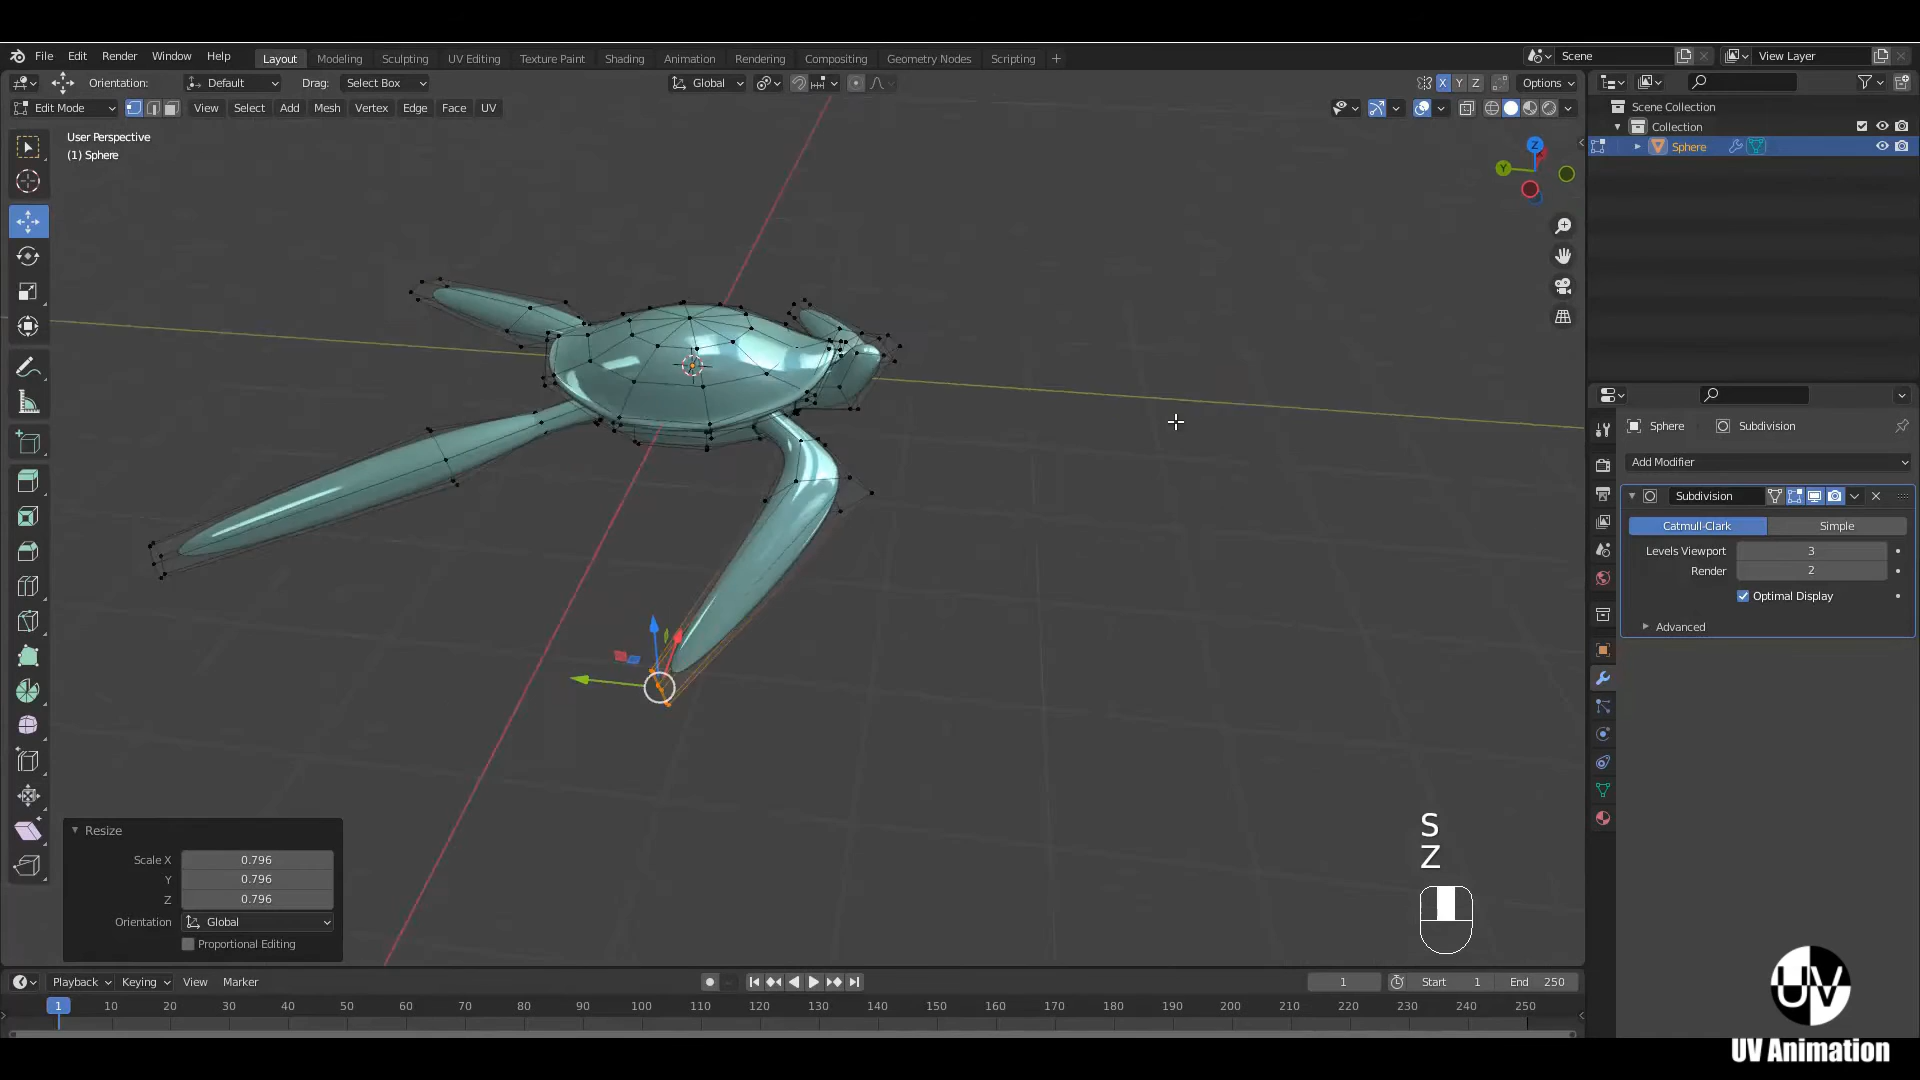 File Edit Render Window Help Layout Modeling Sculpting UV Editing Texture Paint Shading Animation Rendering Compositing Geometry Nodes Scripting + Scene View Layer
Orientation: Default Drag: Select Box Global X Y Z Options
Edit Mode View Select Add Mesh Vertex Edge Face UV
User Perspective
(1) Sphere
Z
Y
Scene Collection
Collection
Sphere
Sphere Subdivision
Add Modifier
Subdivision
Catmull-Clark Simple
Levels Viewport 3
Render 2
Optimal Display
Advanced
Resize
Scale X 0.796
Y 0.796
Z 0.796
Orientation Global
Proportional Editing
S
Z
Playback Keying View Marker 1 Start 1 End 250
1 10 20 30 40 50 60 70 80 90 100 110 120 130 140 150 160 170 180 190 200 210 220 230 240 250
UV
UV Animation